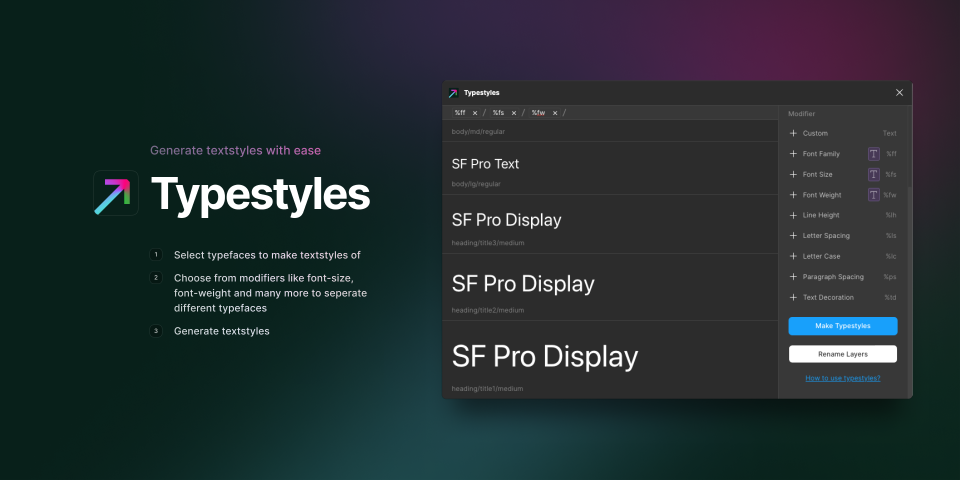 Generate textstyles with ease
Typestyles
1 Select typefaces to make textstyles of
2 Choose from modifiers like font-size,
font-weight and many more to seperate
different typefaces
3 Generate textstyles
Typestyles
%ff × / %fs × / %fw × /
body/md/regular
SF Pro Text
body/lg/regular
SF Pro Display
heading/title3/medium
SF Pro Display
heading/title2/medium
SF Pro Display
heading/title1/medium
Modifier
Custom Text
Font Family T %ff
Font Size T %fs
Font Weight T %fw
Line Height %lh
Letter Spacing %ls
Letter Case %lc
Paragraph Spacing %ps
Text Decoration %td
Make Typestyles
Rename Layers
How to use typestyles?